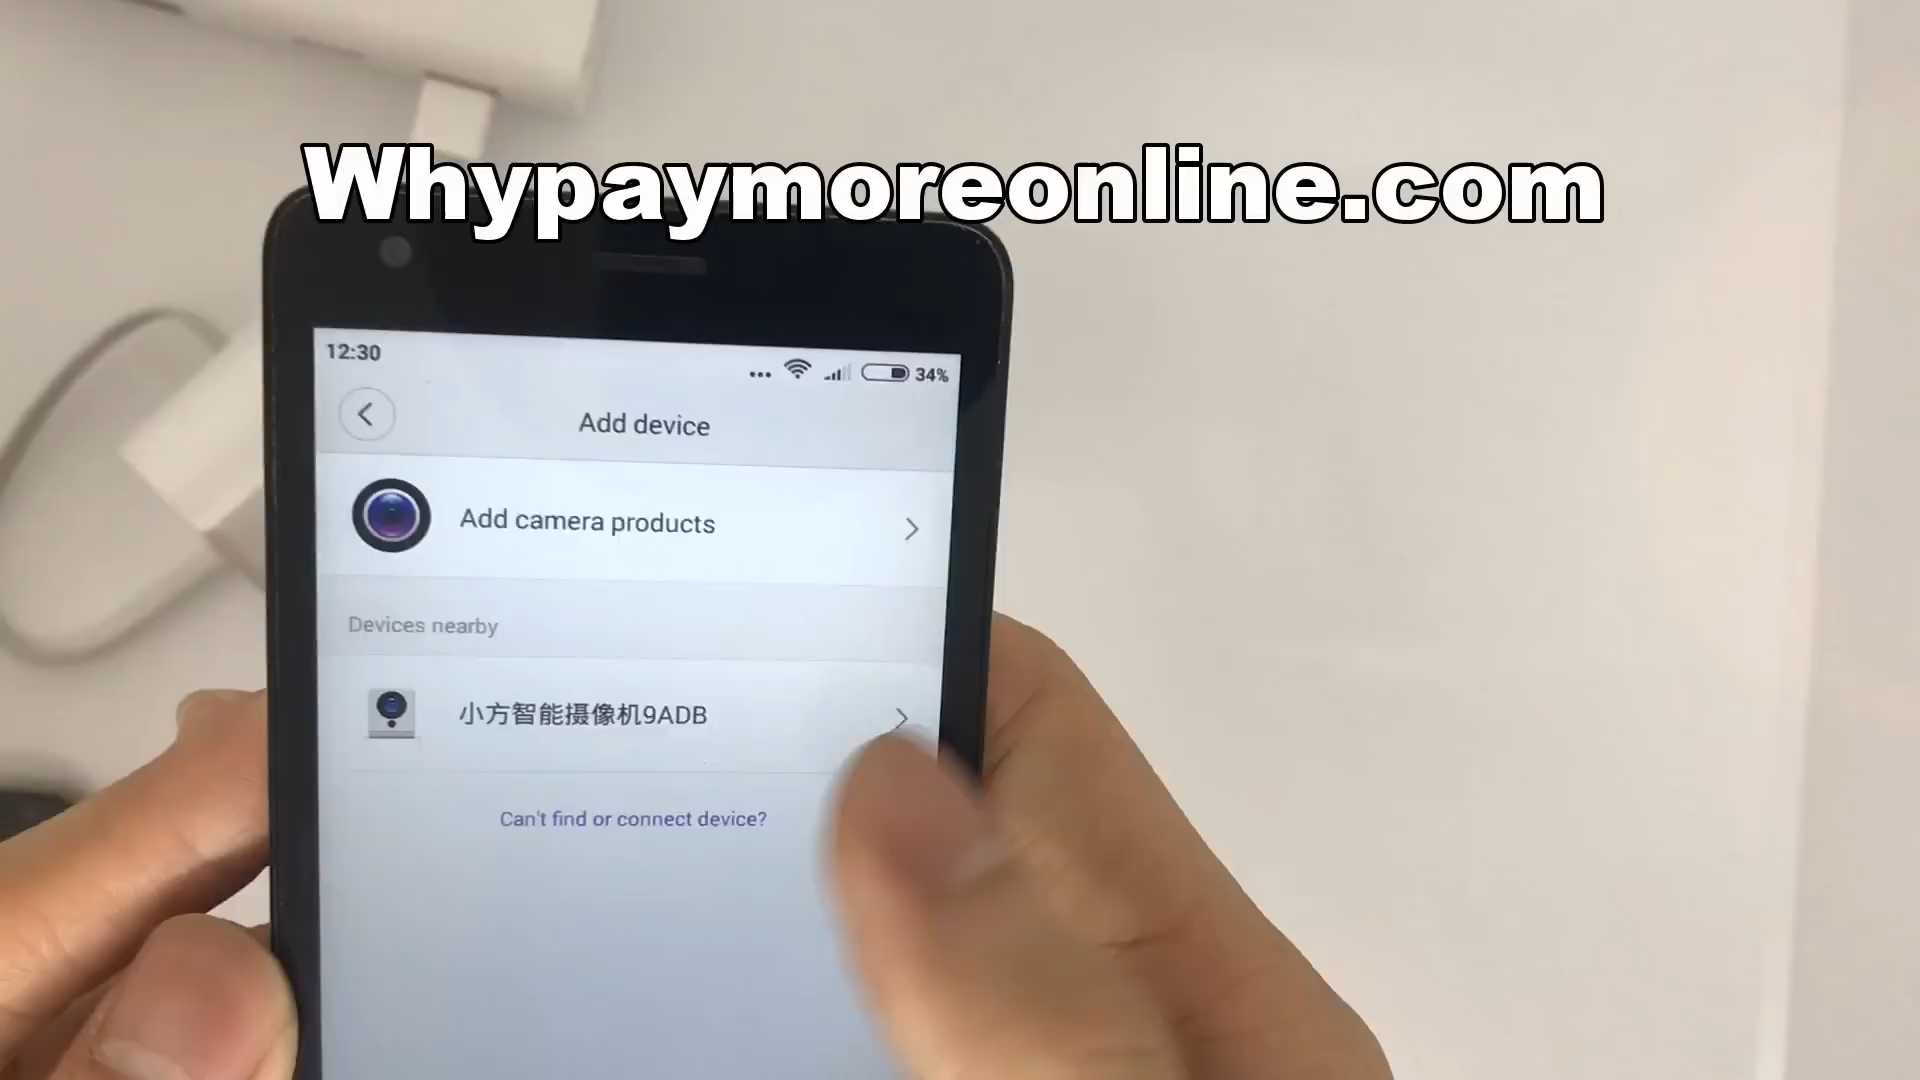 Whypaymoreonline.com
12:30
34%
Add device
Add camera products
Devices nearby
小方智能摄像机9ADB
Can't find or connect device?